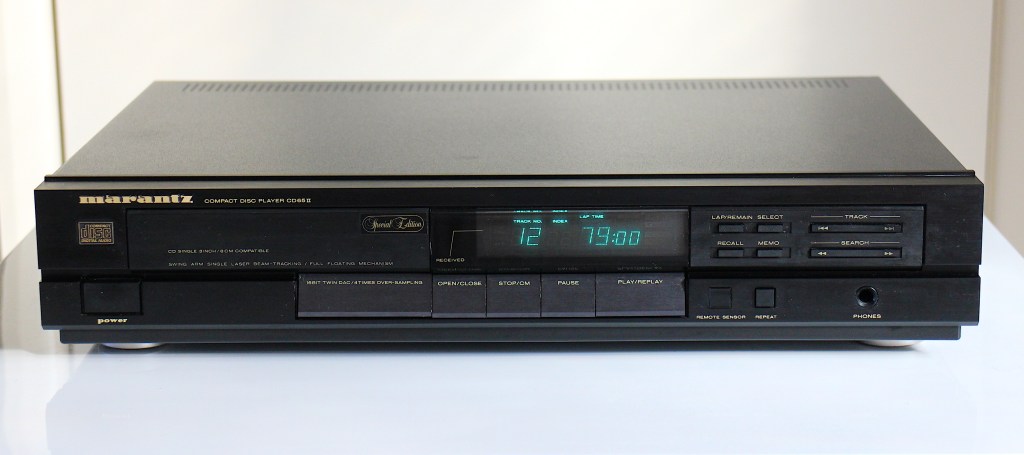 marantz COMPACT DISC PLAYER CD65 II
COMPACT
disc
DIGITAL AUDIO
Special Edition
CD SINGLE 3INCH/8CM COMPATIBLE
SWING ARM SINGLE LASER BEAM-TRACKING / FULL FLOATING MECHANISM
RECEIVED
TRACK NO. INDEX LAP TIME
12 79:00
LAP/REMAIN SELECT
RECALL MEMO
TRACK
SEARCH
16BIT TWIN DAC/4TIMES OVER-SAMPLING
OPEN/CLOSE STOP/CM PAUSE PLAY/REPLAY
power
REMOTE SENSOR REPEAT PHONES